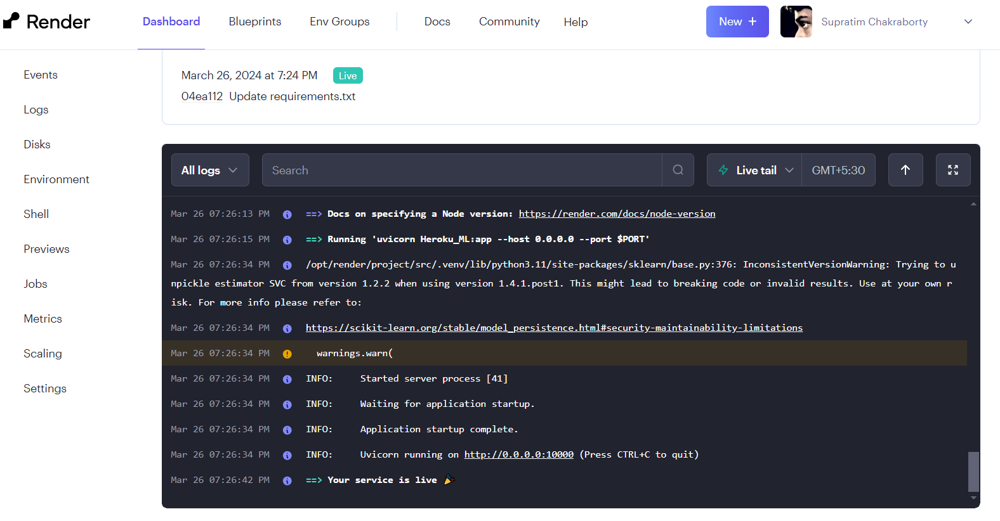 Render
Dashboard
Blueprints
Env Groups
Docs
Community
Help
New +
Supratim Chakraborty
Events
Logs
Disks
Environment
Shell
Previews
Jobs
Metrics
Scaling
Settings
March 26, 2024 at 7:24 PM Live
04ea112 Update requirements.txt
All logs
Search
Live tail
GMT+5:30
Mar 26 07:26:13 PM ==> Docs on specifying a Node version: https://render.com/docs/node-version
Mar 26 07:26:15 PM ==> Running 'uvicorn Heroku_ML:app --host 0.0.0.0 --port $PORT'
Mar 26 07:26:34 PM /opt/render/project/src/.venv/lib/python3.11/site-packages/sklearn/base.py:376: InconsistentVersionWarning: Trying to u
npickle estimator SVC from version 1.2.2 when using version 1.4.1.post1. This might lead to breaking code or invalid results. Use at your own r
isk. For more info please refer to:
Mar 26 07:26:34 PM https://scikit-learn.org/stable/model_persistence.html#security-maintainability-limitations
Mar 26 07:26:34 PM warnings.warn(
Mar 26 07:26:34 PM INFO: Started server process [41]
Mar 26 07:26:34 PM INFO: Waiting for application startup.
Mar 26 07:26:34 PM INFO: Application startup complete.
Mar 26 07:26:34 PM INFO: Uvicorn running on http://0.0.0.0:10000 (Press CTRL+C to quit)
Mar 26 07:26:42 PM ==> Your service is live 🎉